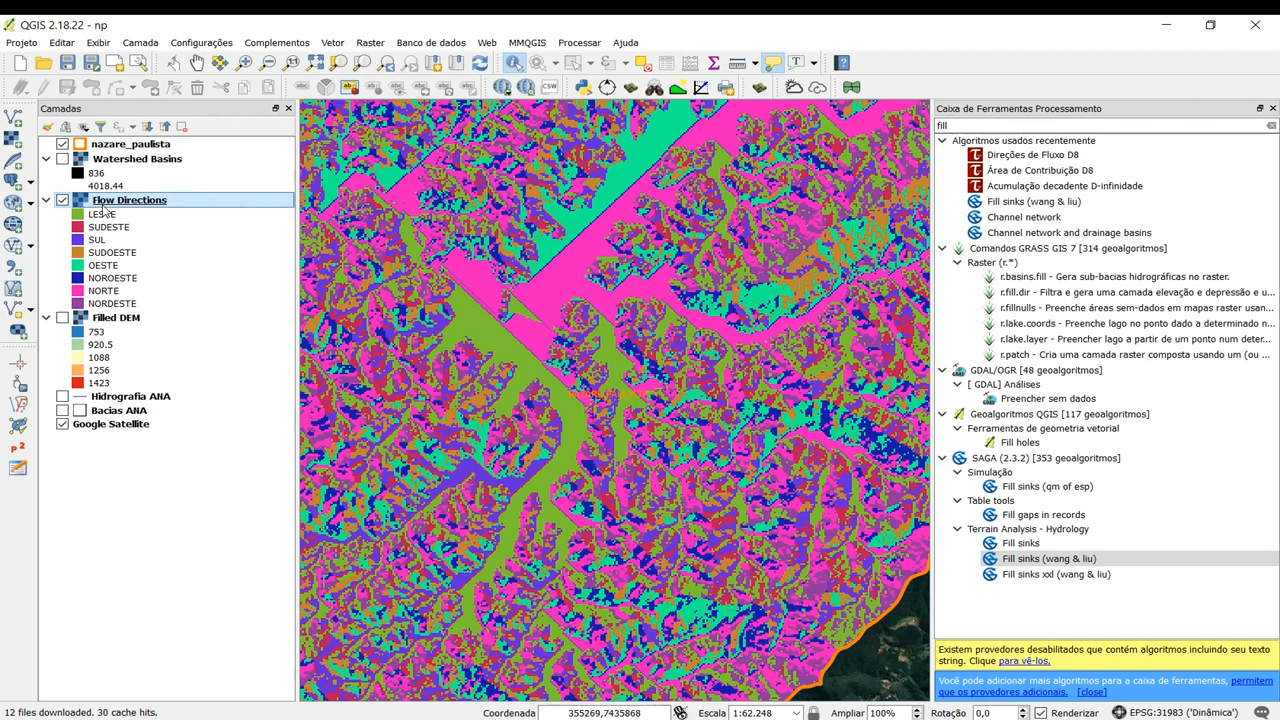 QGIS 2.18.22 - np
Projeto Editar Exibir Camada Configurações Complementos Vetor Raster Banco de dados Web MMQGIS Processar Ajuda
CSW
Camadas
nazare_paulista
Watershed Basins
836
4018.44
Flow Directions
LESTE
SUDESTE
SUL
SUDOESTE
OESTE
NOROESTE
NORTE
NORDESTE
Filled DEM
753
920.5
1088
1256
1423
Hidrografia ANA
Bacias ANA
Google Satellite
Caixa de Ferramentas Processamento
fill
Algoritmos usados recentemente
Direções de Fluxo D8
Área de Contribuição D8
Acumulação decadente D-infinidade
Fill sinks (wang & liu)
Channel network
Channel network and drainage basins
Comandos GRASS GIS 7 [314 geoalgoritmos]
Raster (r.*)
r.basins.fill - Gera sub-bacias hidrográficas no raster.
r.fill.dir - Filtra e gera uma camada elevação e depressão e u...
r.fillnulls - Preenche áreas sem-dados em mapas raster usan...
r.lake.coords - Preenche lago no ponto dado a determinado n...
r.lake.layer - Preencher lago a partir de um ponto num deter...
r.patch - Cria uma camada raster composta usando um (ou ...
GDAL/OGR [48 geoalgoritmos]
[ GDAL] Análises
Preencher sem dados
Geoalgoritmos QGIS [117 geoalgoritmos]
Ferramentas de geometria vetorial
Fill holes
SAGA (2.3.2) [353 geoalgoritmos]
Simulação
Fill sinks (qm of esp)
Table tools
Fill gaps in records
Terrain Analysis - Hydrology
Fill sinks
Fill sinks (wang & liu)
Fill sinks xxl (wang & liu)
Existem provedores desabilitados que contém algoritmos incluindo seu texto
string. Clique para vê-los.
Você pode adicionar mais algoritmos para a caixa de ferramentas, permitem
que os provedores adicionais. [close]
12 files downloaded. 30 cache hits.
Coordenada 355269,7435868 Escala 1:62.248 Ampliar 100% Rotação 0,0 Renderizar EPSG:31983 ('Dinâmica')